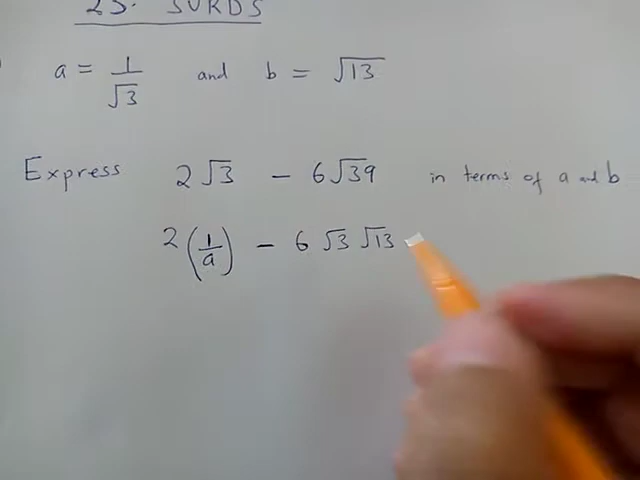 23. SURDS
a = 1/√3 and b = √13
Express 2√3 − 6√39 in terms of a and b
2(1/a) − 6√3√13